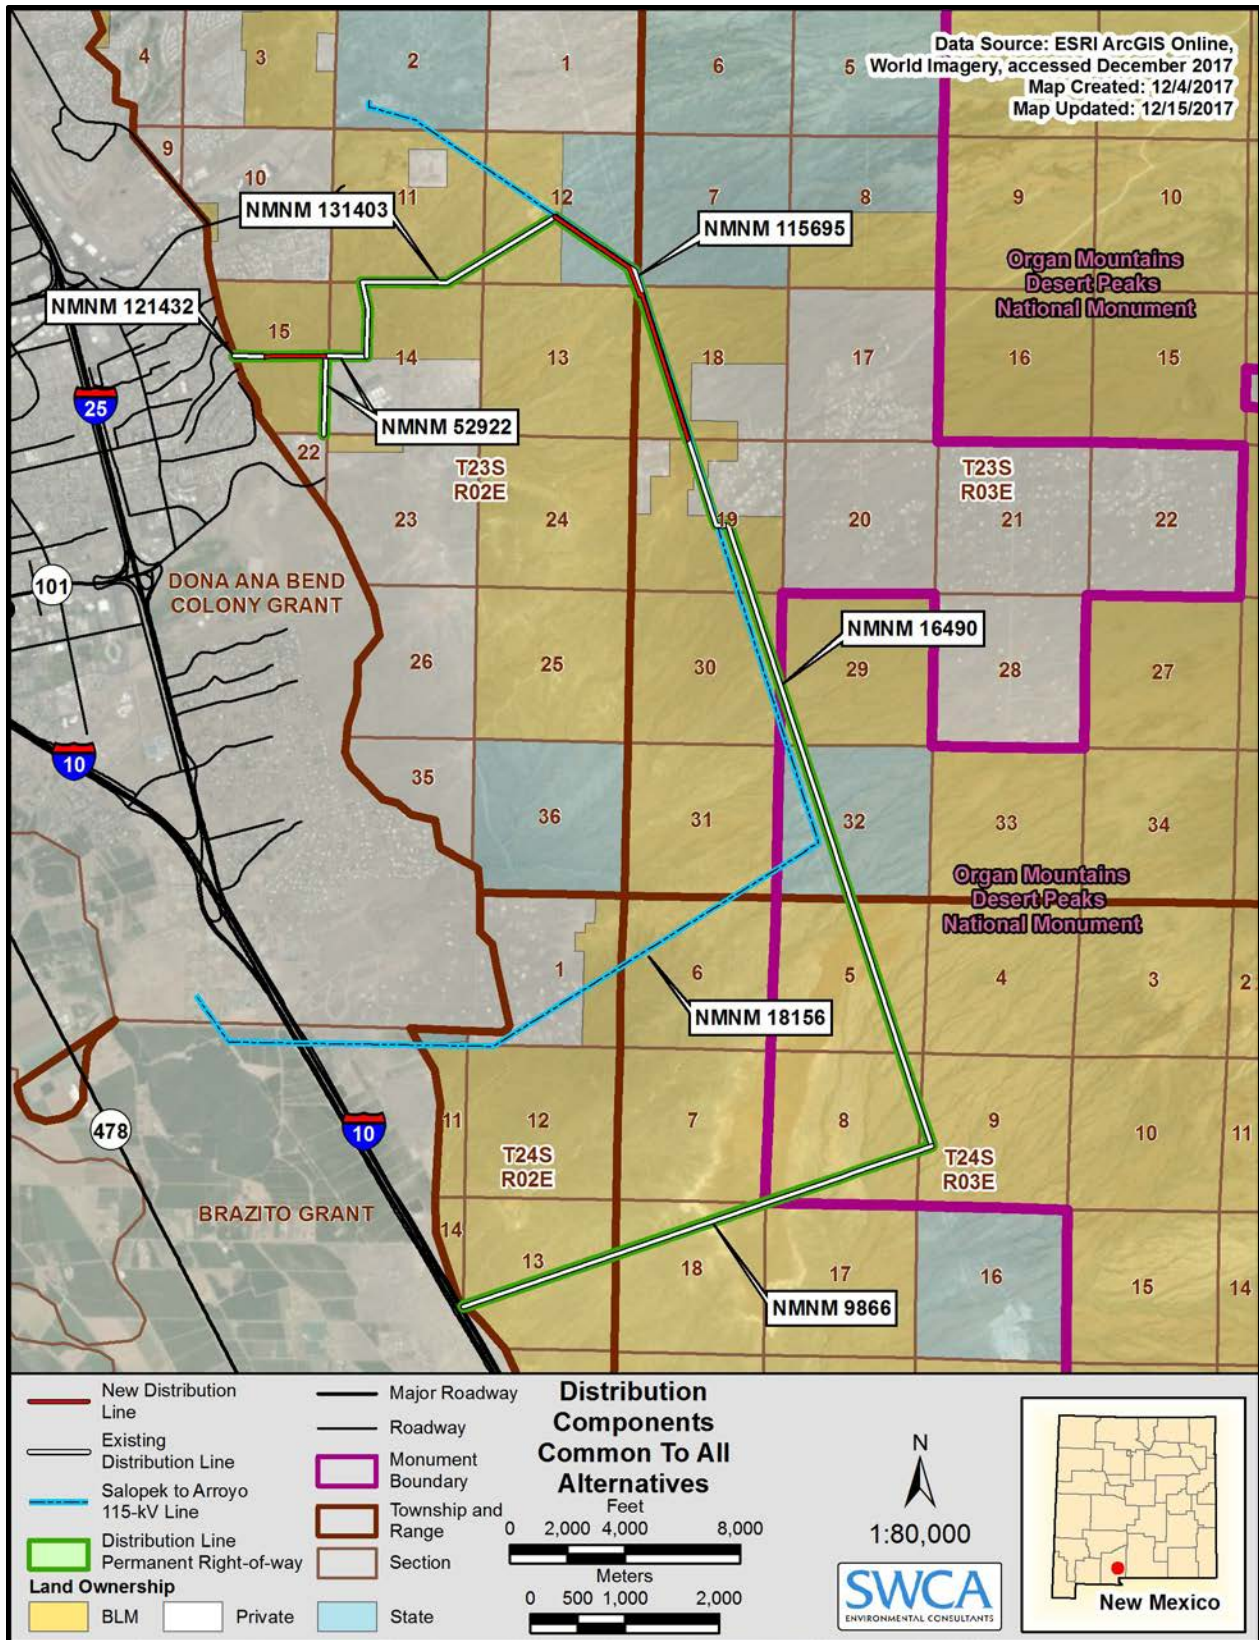 Data Source: ESRI ArcGIS Online,
World Imagery, accessed December 2017
Map Created: 12/4/2017
Map Updated: 12/15/2017
4
3
2
1
6
5
9
10
11
12
7
8
9
10
NMNM 131403
NMNM 115695
Organ Mountains
Desert Peaks
National Monument
NMNM 121432
15
14
13
18
17
16
15
25
NMNM 52922
22
T23S
R02E
T23S
R03E
23
24
19
20
21
22
101
DONA ANA BEND
COLONY GRANT
NMNM 16490
26
25
30
29
28
27
10
35
36
31
32
33
34
Organ Mountains
Desert Peaks
National Monument
1
6
5
4
3
2
NMNM 18156
478
10
11
12
7
8
9
10
11
T24S
R02E
T24S
R03E
BRAZITO GRANT
14
13
18
17
16
15
14
NMNM 9866
New Distribution
Line
Existing
Distribution Line
Salopek to Arroyo
115-kV Line
Distribution Line
Permanent Right-of-way
Land Ownership
BLM
Private
State
Major Roadway
Roadway
Monument
Boundary
Township and
Range
Section
Distribution
Components
Common To All
Alternatives
Feet
0 2,000 4,000 8,000
Meters
0 500 1,000 2,000
N
1:80,000
SWCA
ENVIRONMENTAL CONSULTANTS
New Mexico